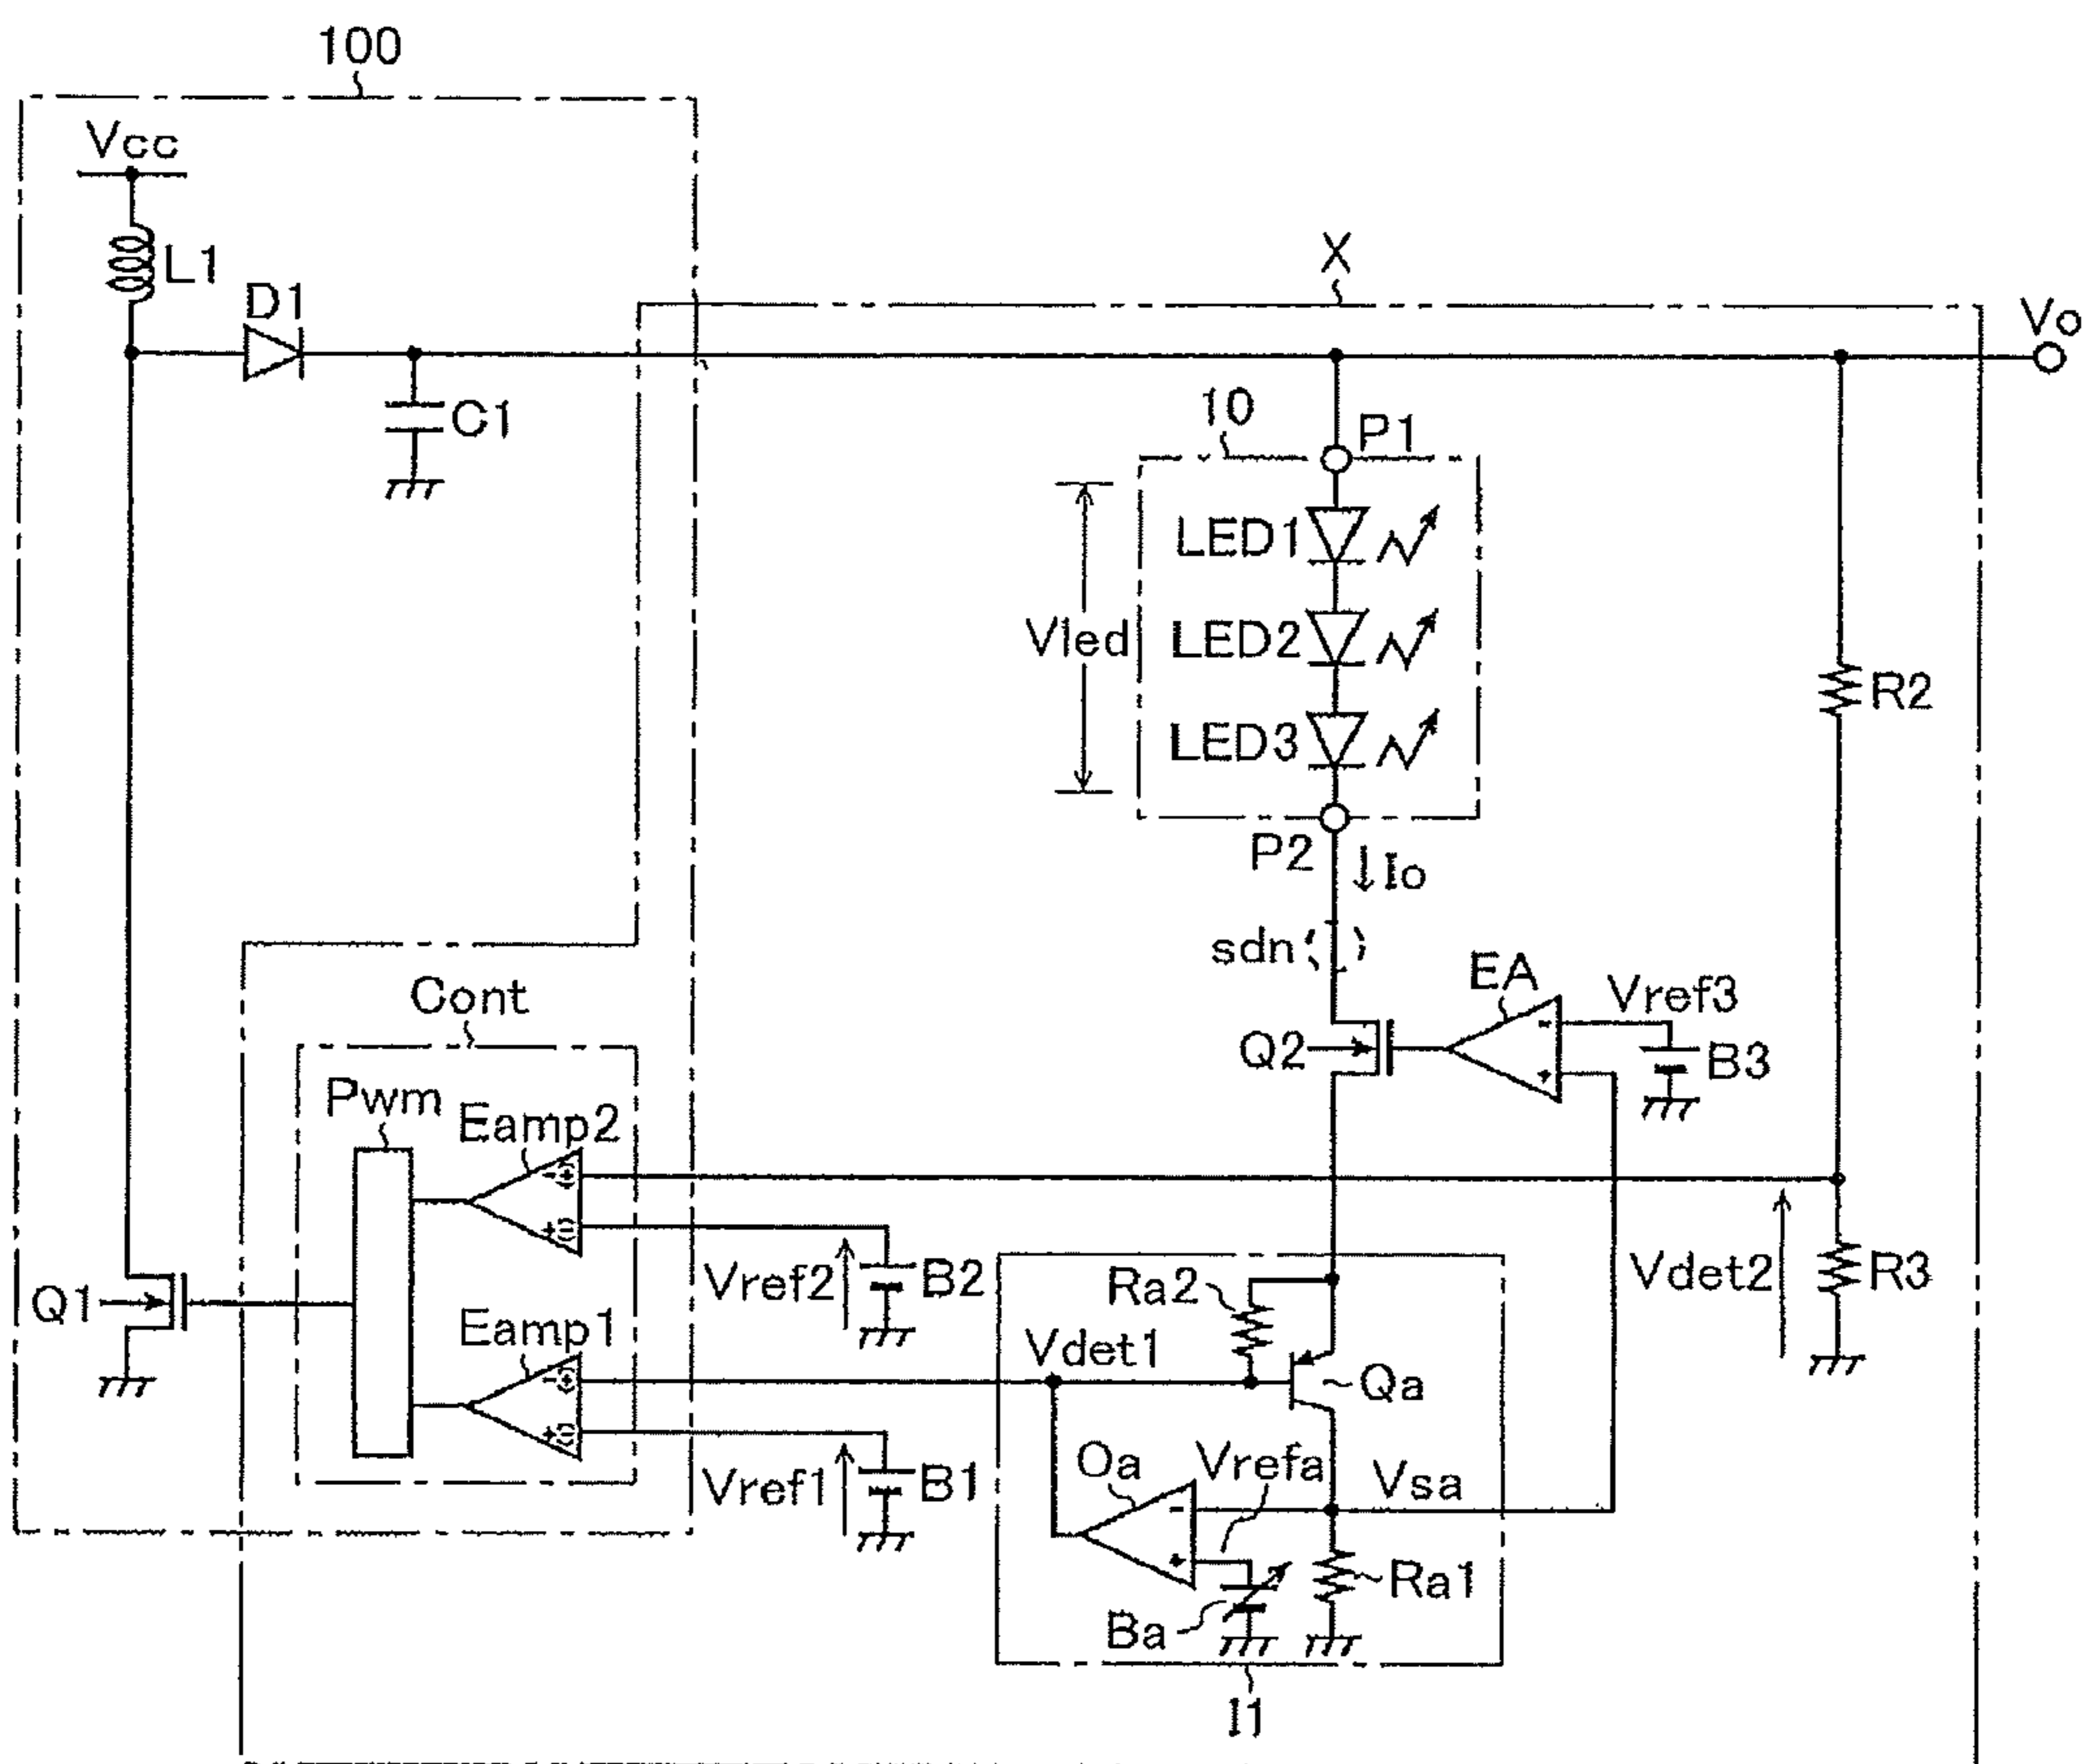 100
Vcc
L1
D1
C1
X
Vo
10
P1
LED1
LED2
LED3
Vled
P2
Io
sdn
R2
EA
Vref3
Q2
B3
Cont
Pwm
Eamp2
-(+)
+(-)
Vref2
B2
Vdet2
R3
Q1
Eamp1
-(+)
+(-)
Vref1
B1
Ra2
Vdet1
Qa
Oa
Vrefa
Vsa
-
+
Ra1
Ba
I1
-
+